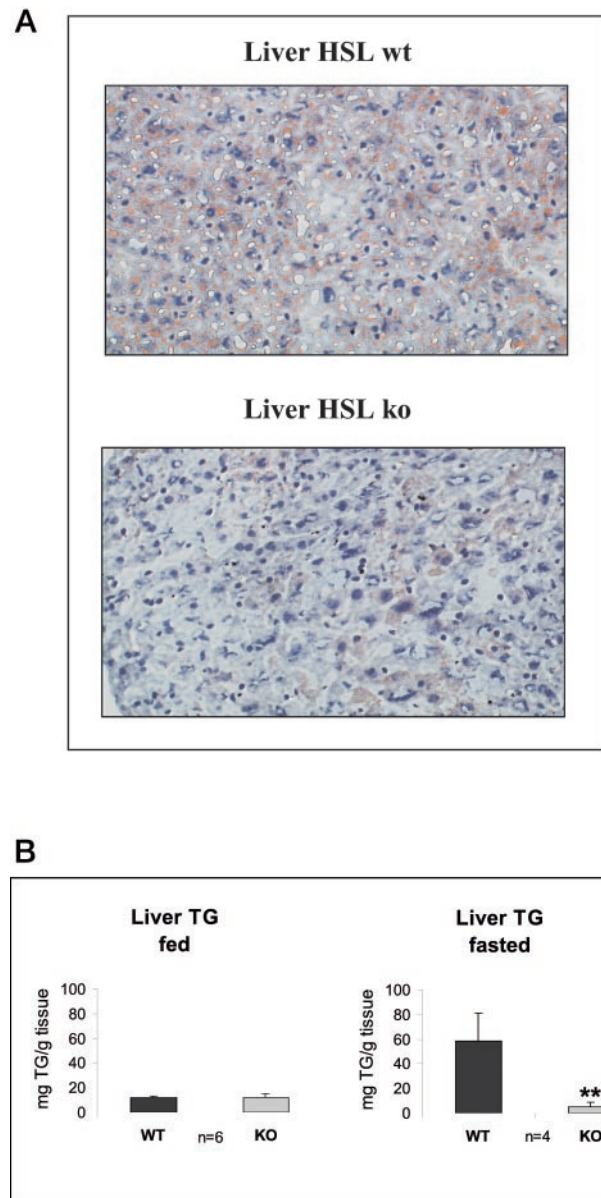 A
Liver HSL wt
Liver HSL ko
B
Liver TG
fed
mg TG/g tissue
100
80
60
40
20
0
WT n=6 KO
Liver TG
fasted
mg TG/g tissue
100
80
60
40
20
0
**
WT n=4 KO